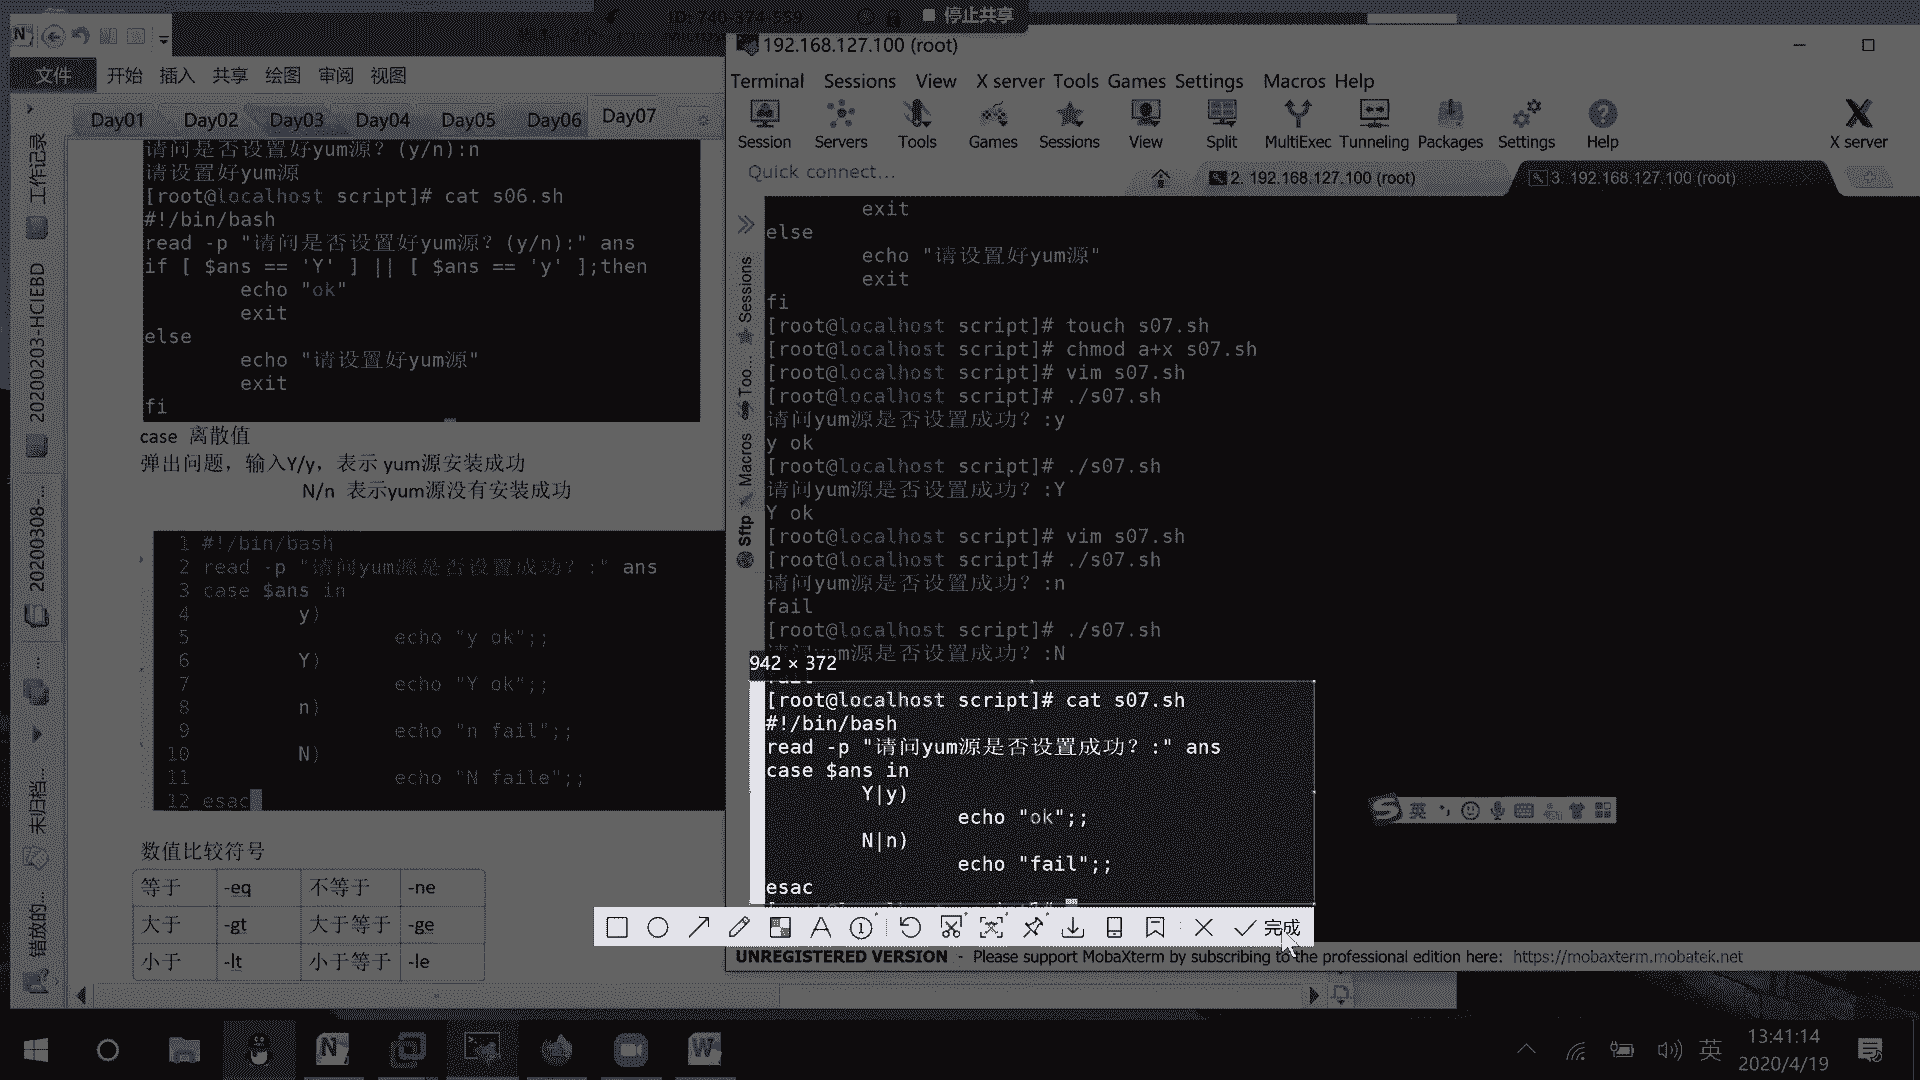 ID: 740-374-559
停止共享
文件 开始 插入 共享 绘图 审阅 视图
Day01 Day02 Day03 Day04 Day05 Day06 Day07
工作记录
20200203-HCIEBD
20200308-...
未归档...
错放的...
请问是否设置好yum源? (y/n):n
请设置好yum源
[root@localhost script]# cat s06.sh
#!/bin/bash
read -p "请问是否设置好yum源? (y/n):" ans
if [ $ans == 'Y' ] || [ $ans == 'y' ];then
echo "ok"
exit
else
echo "请设置好yum源"
exit
fi
case 离散值
弹出问题，输入Y/y，表示 yum源安装成功
N/n 表示yum源没有安装成功
1 #!/bin/bash
2 read -p "请问yum源是否设置成功? :" ans
3 case $ans in
4 y)
5 echo "y ok";;
6 Y)
7 echo "Y ok";;
8 n)
9 echo "n fail";;
10 N)
11 echo "N faile";;
12 esac
数值比较符号
等于 -eq 不等于 -ne
大于 -gt 大于等于 -ge
小于 -lt 小于等于 -le
192.168.127.100 (root)
Terminal Sessions View X server Tools Games Settings Macros Help
Session Servers Tools Games Sessions View Split MultiExec Tunneling Packages Settings Help X server
Quick connect...
2. 192.168.127.100 (root)
3. 192.168.127.100 (root)
Sessions
Too...
Macros
Sftp
exit
else
echo "请设置好yum源"
exit
fi
[root@localhost script]# touch s07.sh
[root@localhost script]# chmod a+x s07.sh
[root@localhost script]# vim s07.sh
[root@localhost script]# ./s07.sh
请问yum源是否设置成功? :y
y ok
[root@localhost script]# ./s07.sh
请问yum源是否设置成功? :Y
Y ok
[root@localhost script]# vim s07.sh
[root@localhost script]# ./s07.sh
请问yum源是否设置成功? :n
fail
[root@localhost script]# ./s07.sh
请问yum源是否设置成功? :N
942 × 372
[root@localhost script]# cat s07.sh
#!/bin/bash
read -p "请问yum源是否设置成功? :" ans
case $ans in
Y|y)
echo "ok";;
N|n)
echo "fail";;
esac
完成
UNREGISTERED VERSION - Please support MobaXterm by subscribing to the professional edition here: https://mobaxterm.mobatek.net
英
英
13:41:14
2020/4/19